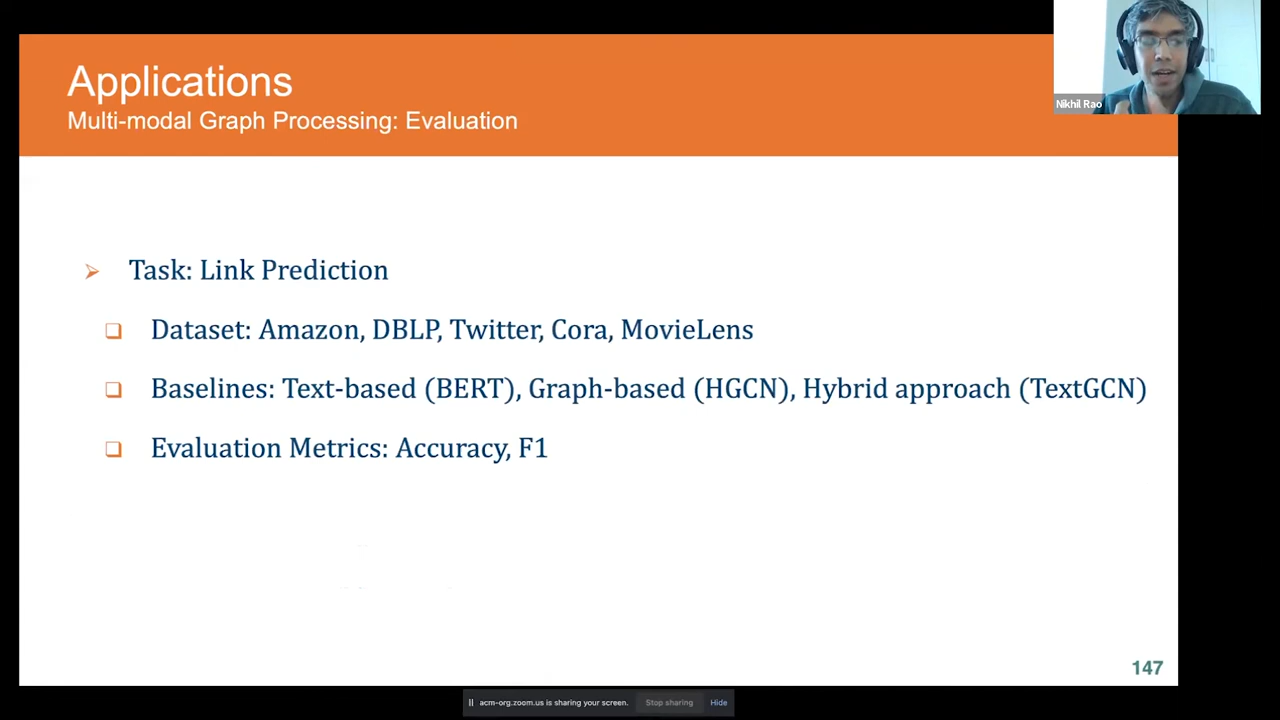 Applications
Multi-modal Graph Processing: Evaluation
Nikhil Rao
Task: Link Prediction
Dataset: Amazon, DBLP, Twitter, Cora, MovieLens
Baselines: Text-based (BERT), Graph-based (HGCN), Hybrid approach (TextGCN)
Evaluation Metrics: Accuracy, F1
147
acm-org.zoom.us is sharing your screen. Stop sharing Hide